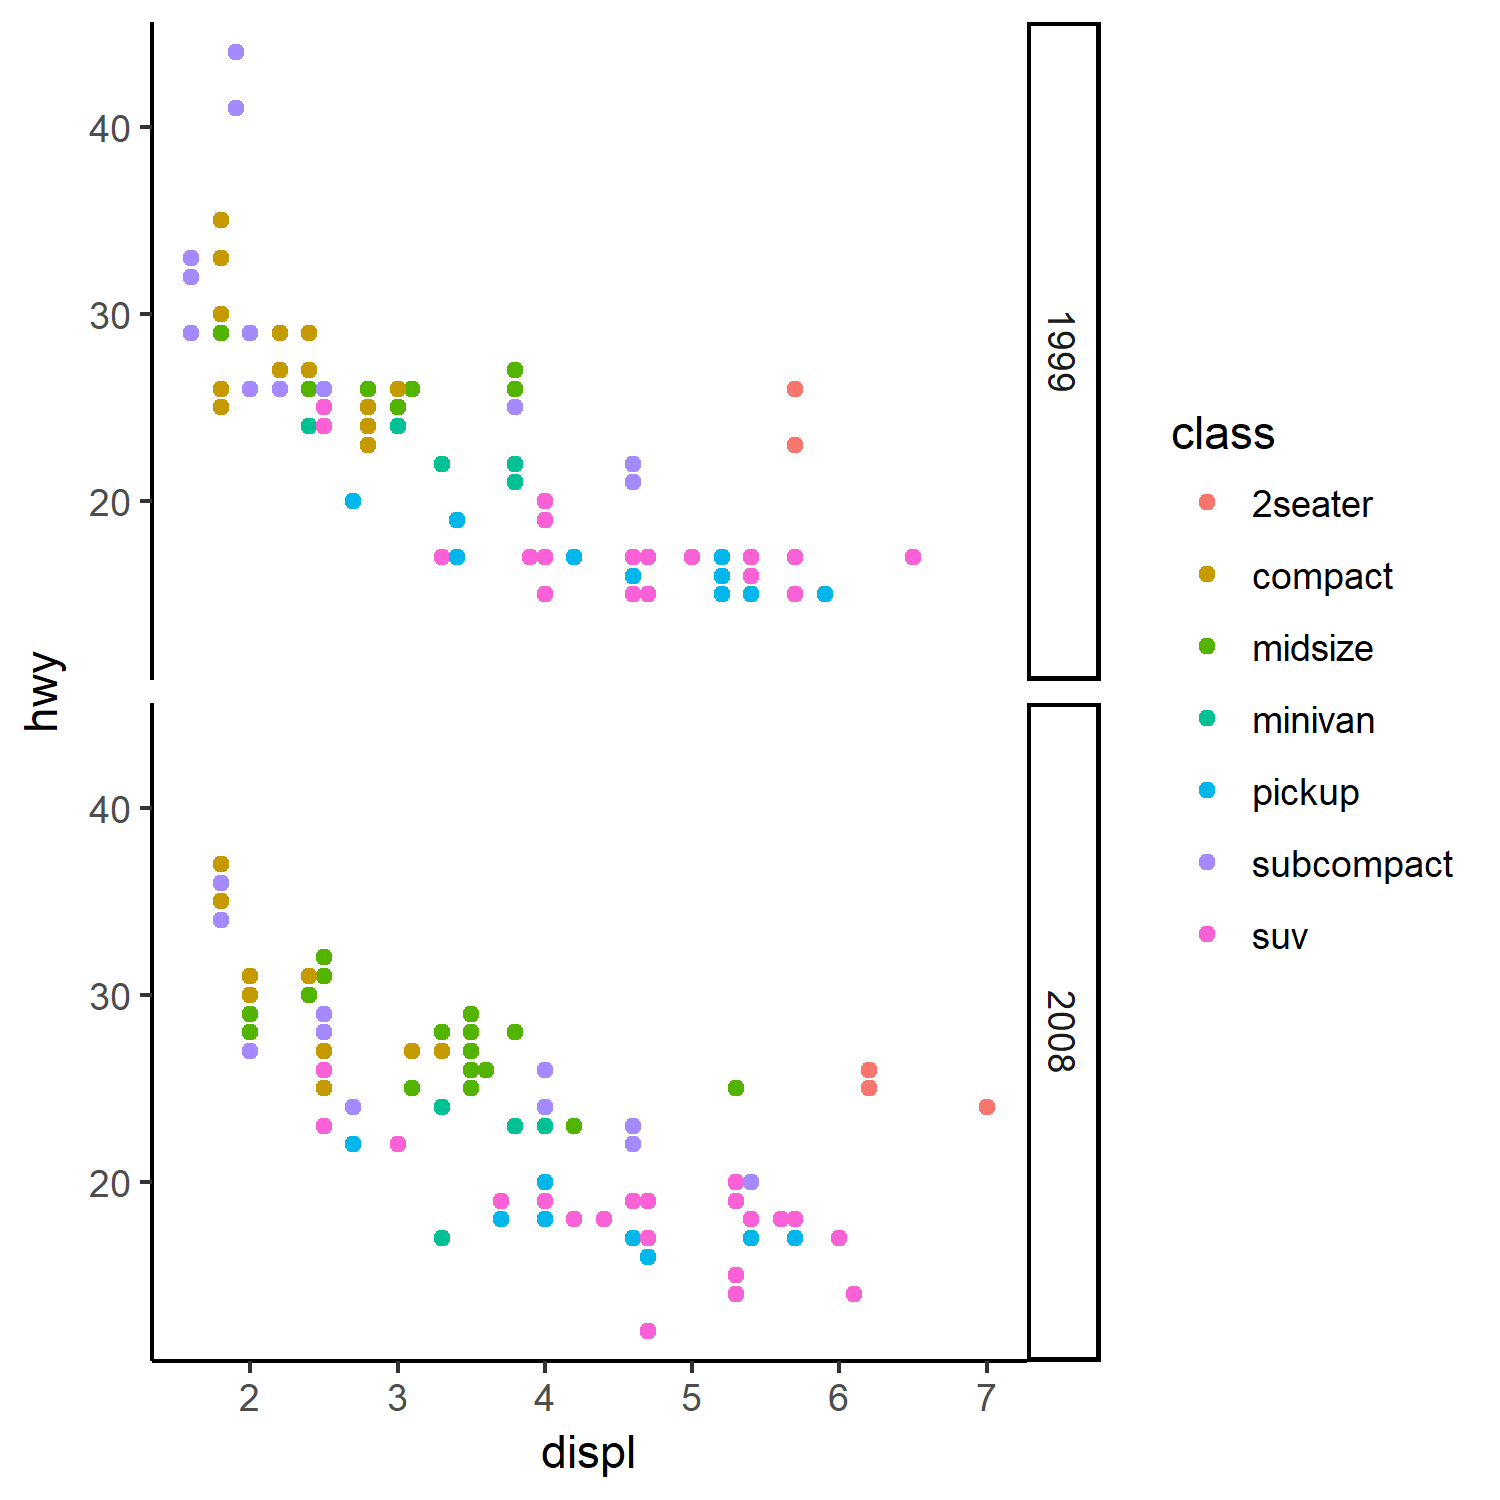 40
30
20
1999
hwy
40
30
20
2008
2 3 4 5 6 7
displ
class
2seater
compact
midsize
minivan
pickup
subcompact
suv